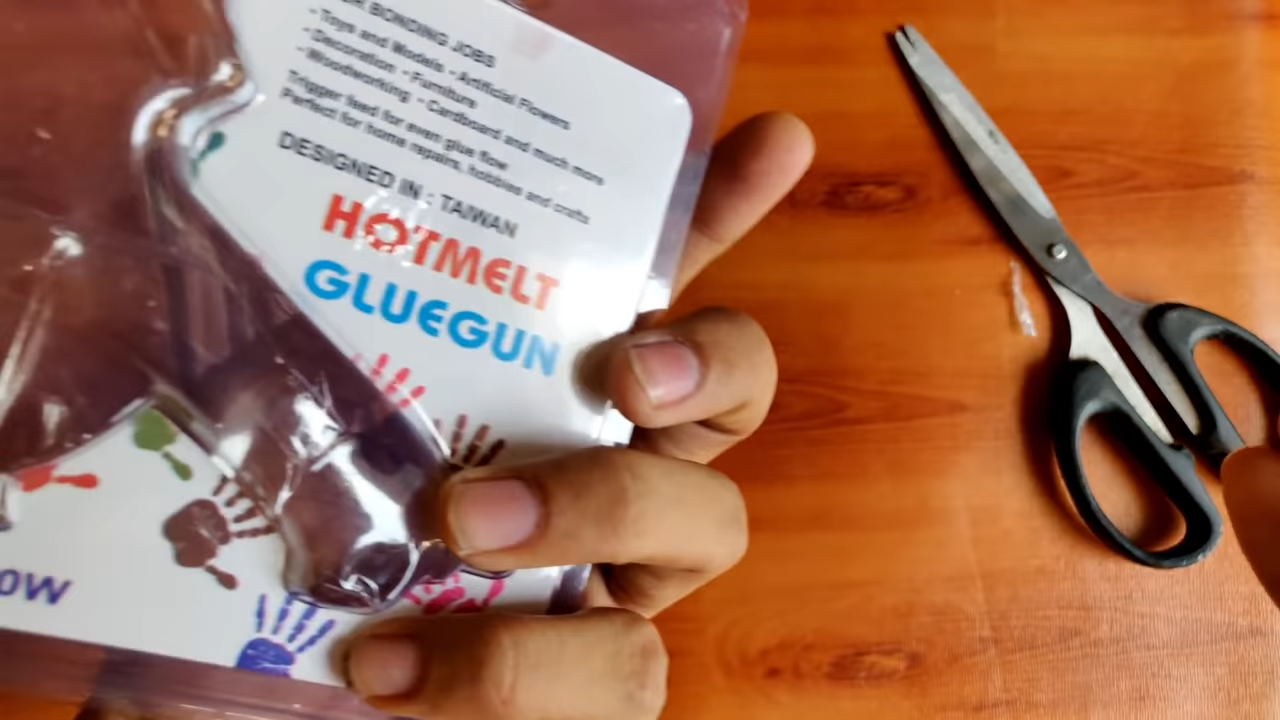 BONDING JOBS
• Toys and Models • Artificial Flowers
• Decoration • Furniture
• Woodworking • Cardboard and much more
Trigger feed for even glue flow
Perfect for home repairs, hobbies and crafts
DESIGNED IN : TAIWAN
HOTMELT
GLUEGUN
OW